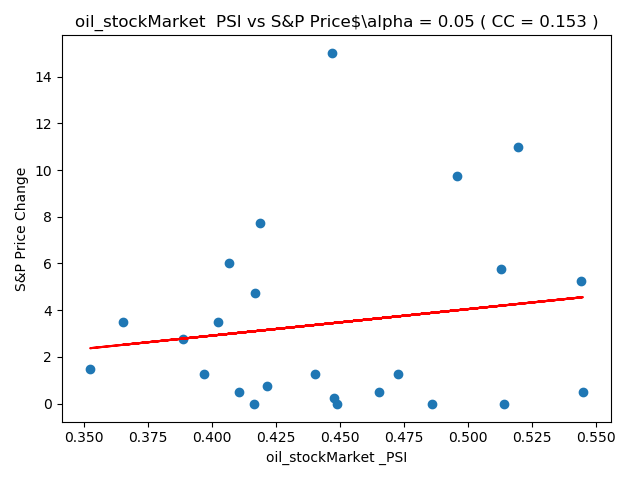 oil_stockMarket  PSI vs S&P Price$\alpha = 0.05 ( CC = 0.153 )
14
12
10
8
6
4
2
0
S&P Price Change
0.350 0.375 0.400 0.425 0.450 0.475 0.500 0.525 0.550
oil_stockMarket _PSI